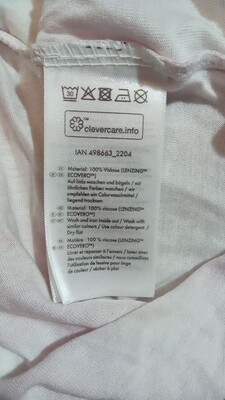 30
™
clevercare.info
IAN 498663_2204
Material: 100% Viskose (LENZING™
ECOVERO™)
Auf links waschen und bügeln / mit
ähnlichen Farben waschen / wir
empfehlen ein Colorwaschmittel /
liegend trocknen
Material: 100% viscose (LENZING™
ECOVERO™)
Wash and iron inside out / Wash with
similar colours / Use colour detergent /
Dry flat
Matière : 100 % viscose (LENZING™
ECOVERO™)
Laver et repasser à l'envers / laver avec
des couleurs similaires / nous conseillons
l'utilisation de lessive pour linge
de couleur / sécher à plat